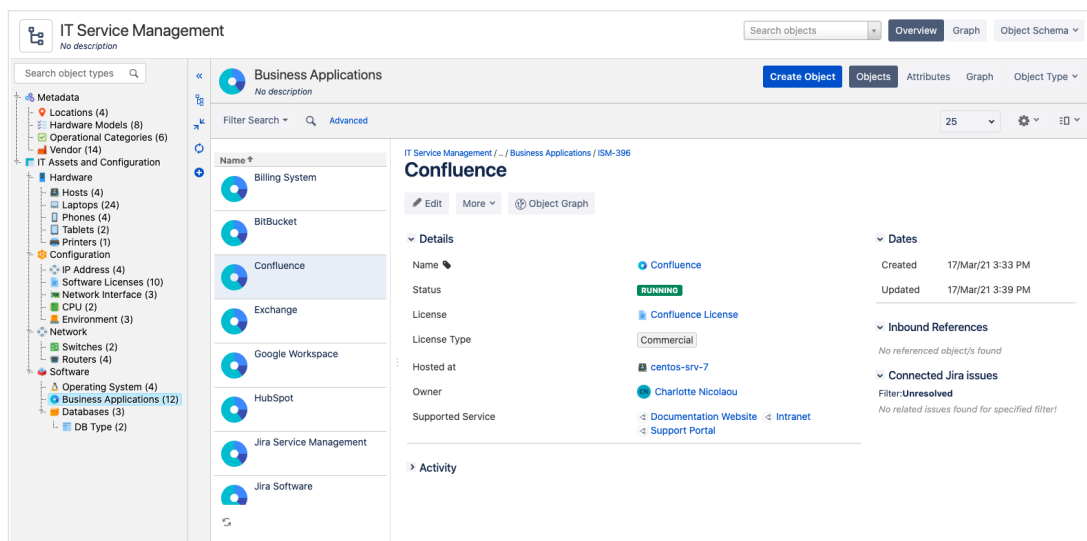 IT Service Management
No description
Search objects
Overview
Graph
Object Schema
Search object types
Metadata
Locations (4)
Hardware Models (8)
Operational Categories (6)
Vendor (14)
IT Assets and Configuration
Hardware
Hosts (4)
Laptops (24)
Phones (4)
Tablets (2)
Printers (1)
Configuration
IP Address (4)
Software Licenses (10)
Network Interface (3)
CPU (2)
Environment (3)
Network
Switches (2)
Routers (4)
Software
Operating System (4)
Business Applications (12)
Databases (3)
DB Type (2)
Business Applications
No description
Create Object
Objects
Attributes
Graph
Object Type
Filter Search
Advanced
25
Name
Billing System
BitBucket
Confluence
Exchange
Google Workspace
HubSpot
Jira Service Management
Jira Software
IT Service Management / .. / Business Applications / ISM-396
Confluence
Edit
More
Object Graph
Details
Name Confluence
Status RUNNING
License Confluence License
License Type Commercial
Hosted at centos-srv-7
Owner CN Charlotte Nicolaou
Supported Service Documentation Website Intranet
Support Portal
Activity
Dates
Created 17/Mar/21 3:33 PM
Updated 17/Mar/21 3:39 PM
Inbound References
No referenced object/s found
Connected Jira issues
Filter:Unresolved
No related issues found for specified filter!